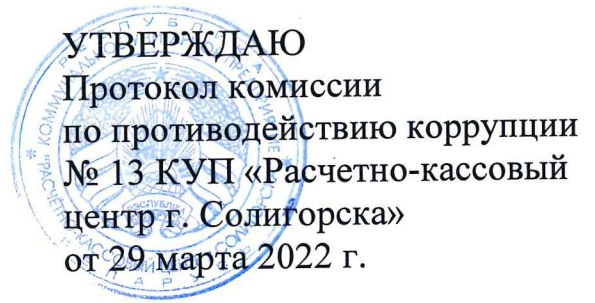 УТВЕРЖДАЮ
Протокол комиссии
по противодействию коррупции
№ 13 КУП «Расчетно-кассовый
центр г. Солигорска»
от 29 марта 2022 г.